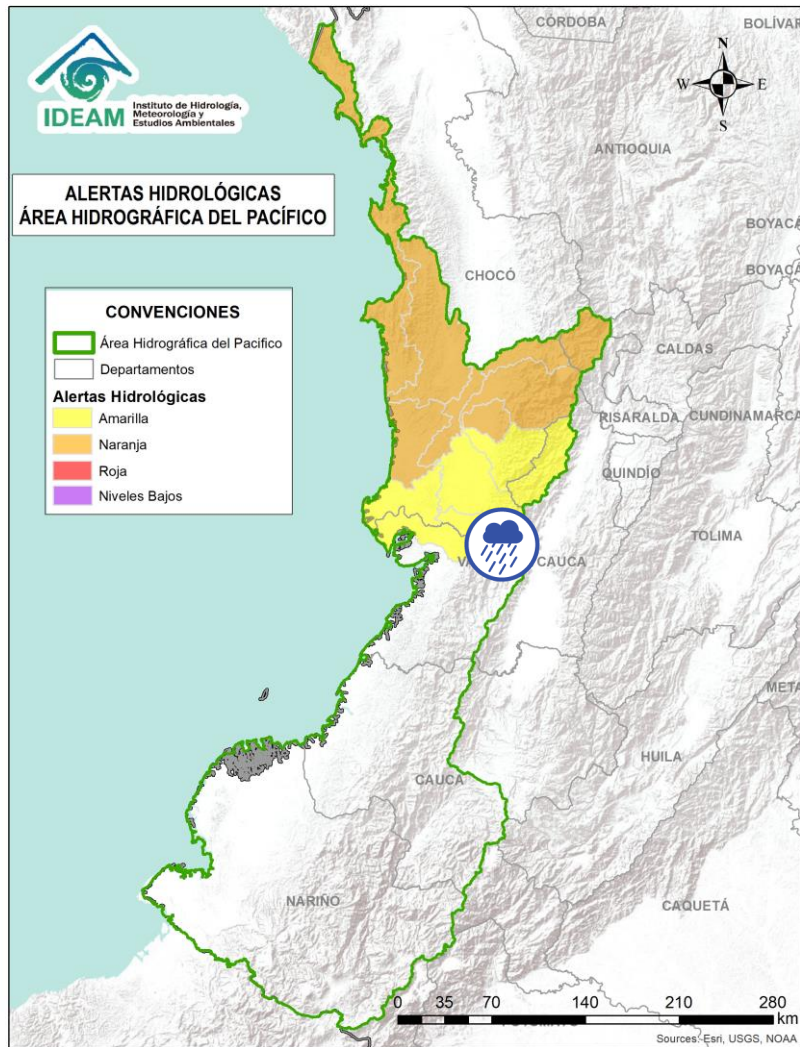 IDEAM
Instituto de Hidrología,
Meteorología y
Estudios Ambientales
ALERTAS HIDROLÓGICAS
ÁREA HIDROGRÁFICA DEL PACÍFICO
CONVENCIONES
Área Hidrográfica del Pacifico
Departamentos
Alertas Hidrológicas
Amarilla
Naranja
Roja
Niveles Bajos
CÓRDOBA
BOLÍVAR
N
W
E
S
ANTIOQUIA
BOYACÁ
BOYACÁ
CHOCÓ
CALDAS
RISARALDA
CUNDINAMARCA
QUINDÍO
TOLIMA
CAUCA
META
HUILA
CAUCA
NARIÑO
CAQUETÁ
0 35 70 140 210 280
km
Sources: Esri, USGS, NOAA